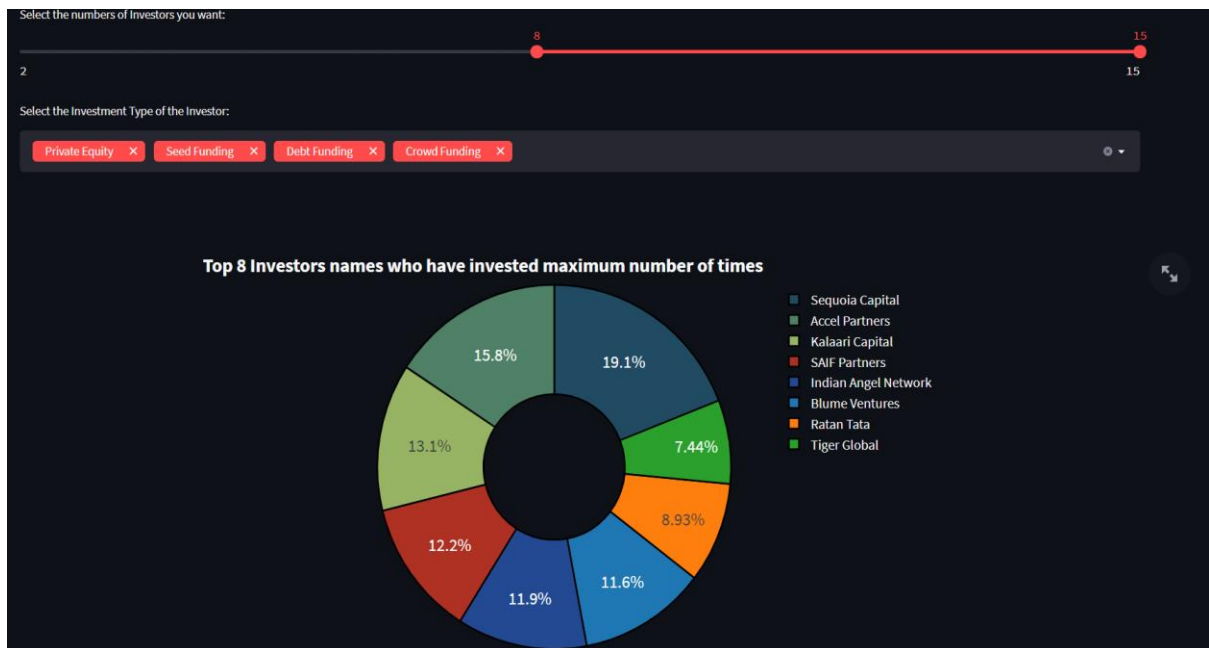 Select the numbers of Investors you want:
8 15
2 15
Select the Investment Type of the Investor:
Private Equity × Seed Funding × Debt Funding × Crowd Funding ×
Top 8 Investors names who have invested maximum number of times
Sequoia Capital
Accel Partners
Kalaari Capital
SAIF Partners
Indian Angel Network
Blume Ventures
Ratan Tata
Tiger Global
15.8% 19.1%
13.1% 7.44%
8.93%
12.2%
11.6%
11.9%